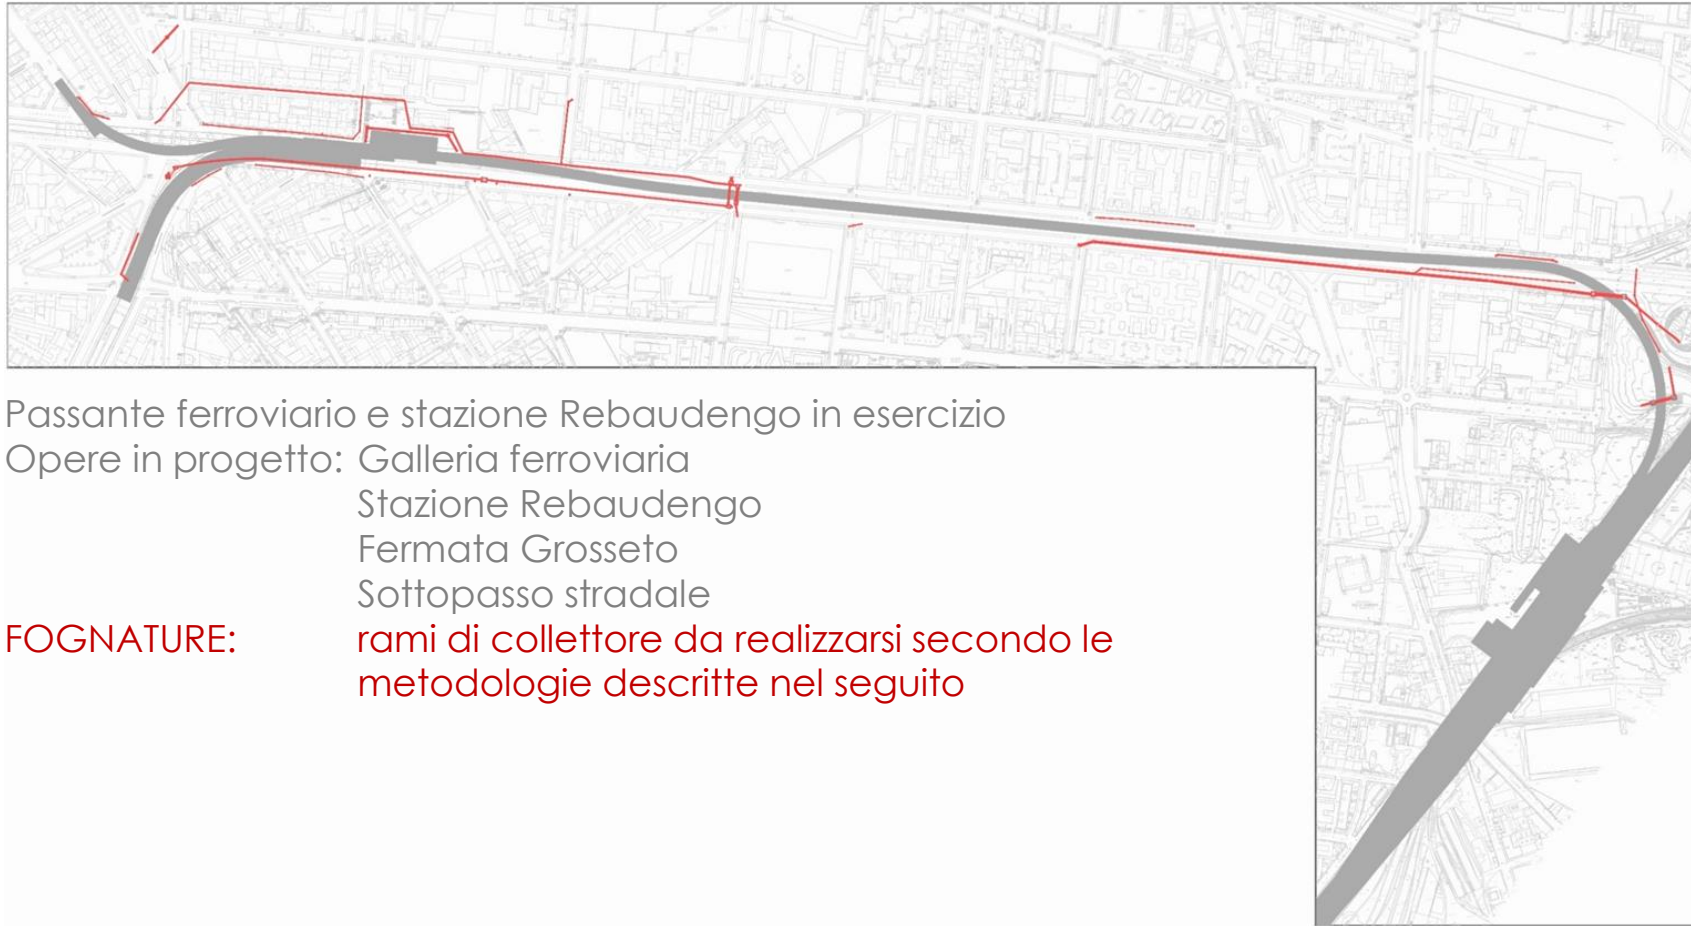 Passante ferroviario e stazione Rebaudengo in esercizio
Opere in progetto: Galleria ferroviaria
Stazione Rebaudengo
Fermata Grosseto
Sottopasso stradale
FOGNATURE: rami di collettore da realizzarsi secondo le
metodologie descritte nel seguito